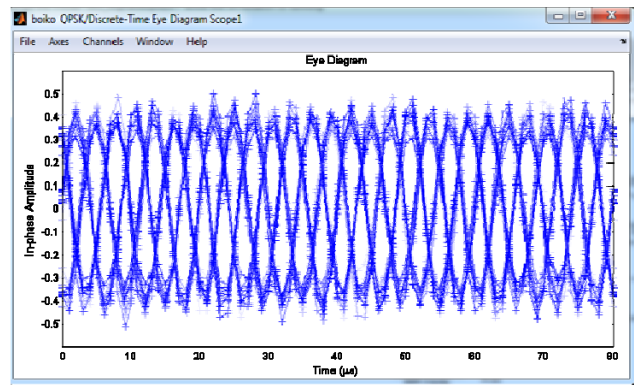 boiko QPSK/Discrete-Time Eye Diagram Scope1
File Axes Channels Window Help
Eye Diagram
0.5
0.4
0.3
0.2
0.1
0
-0.1
-0.2
-0.3
-0.4
-0.5
In-phase Amplitude
0 10 20 30 40 50 60 70 80
Time (µs)